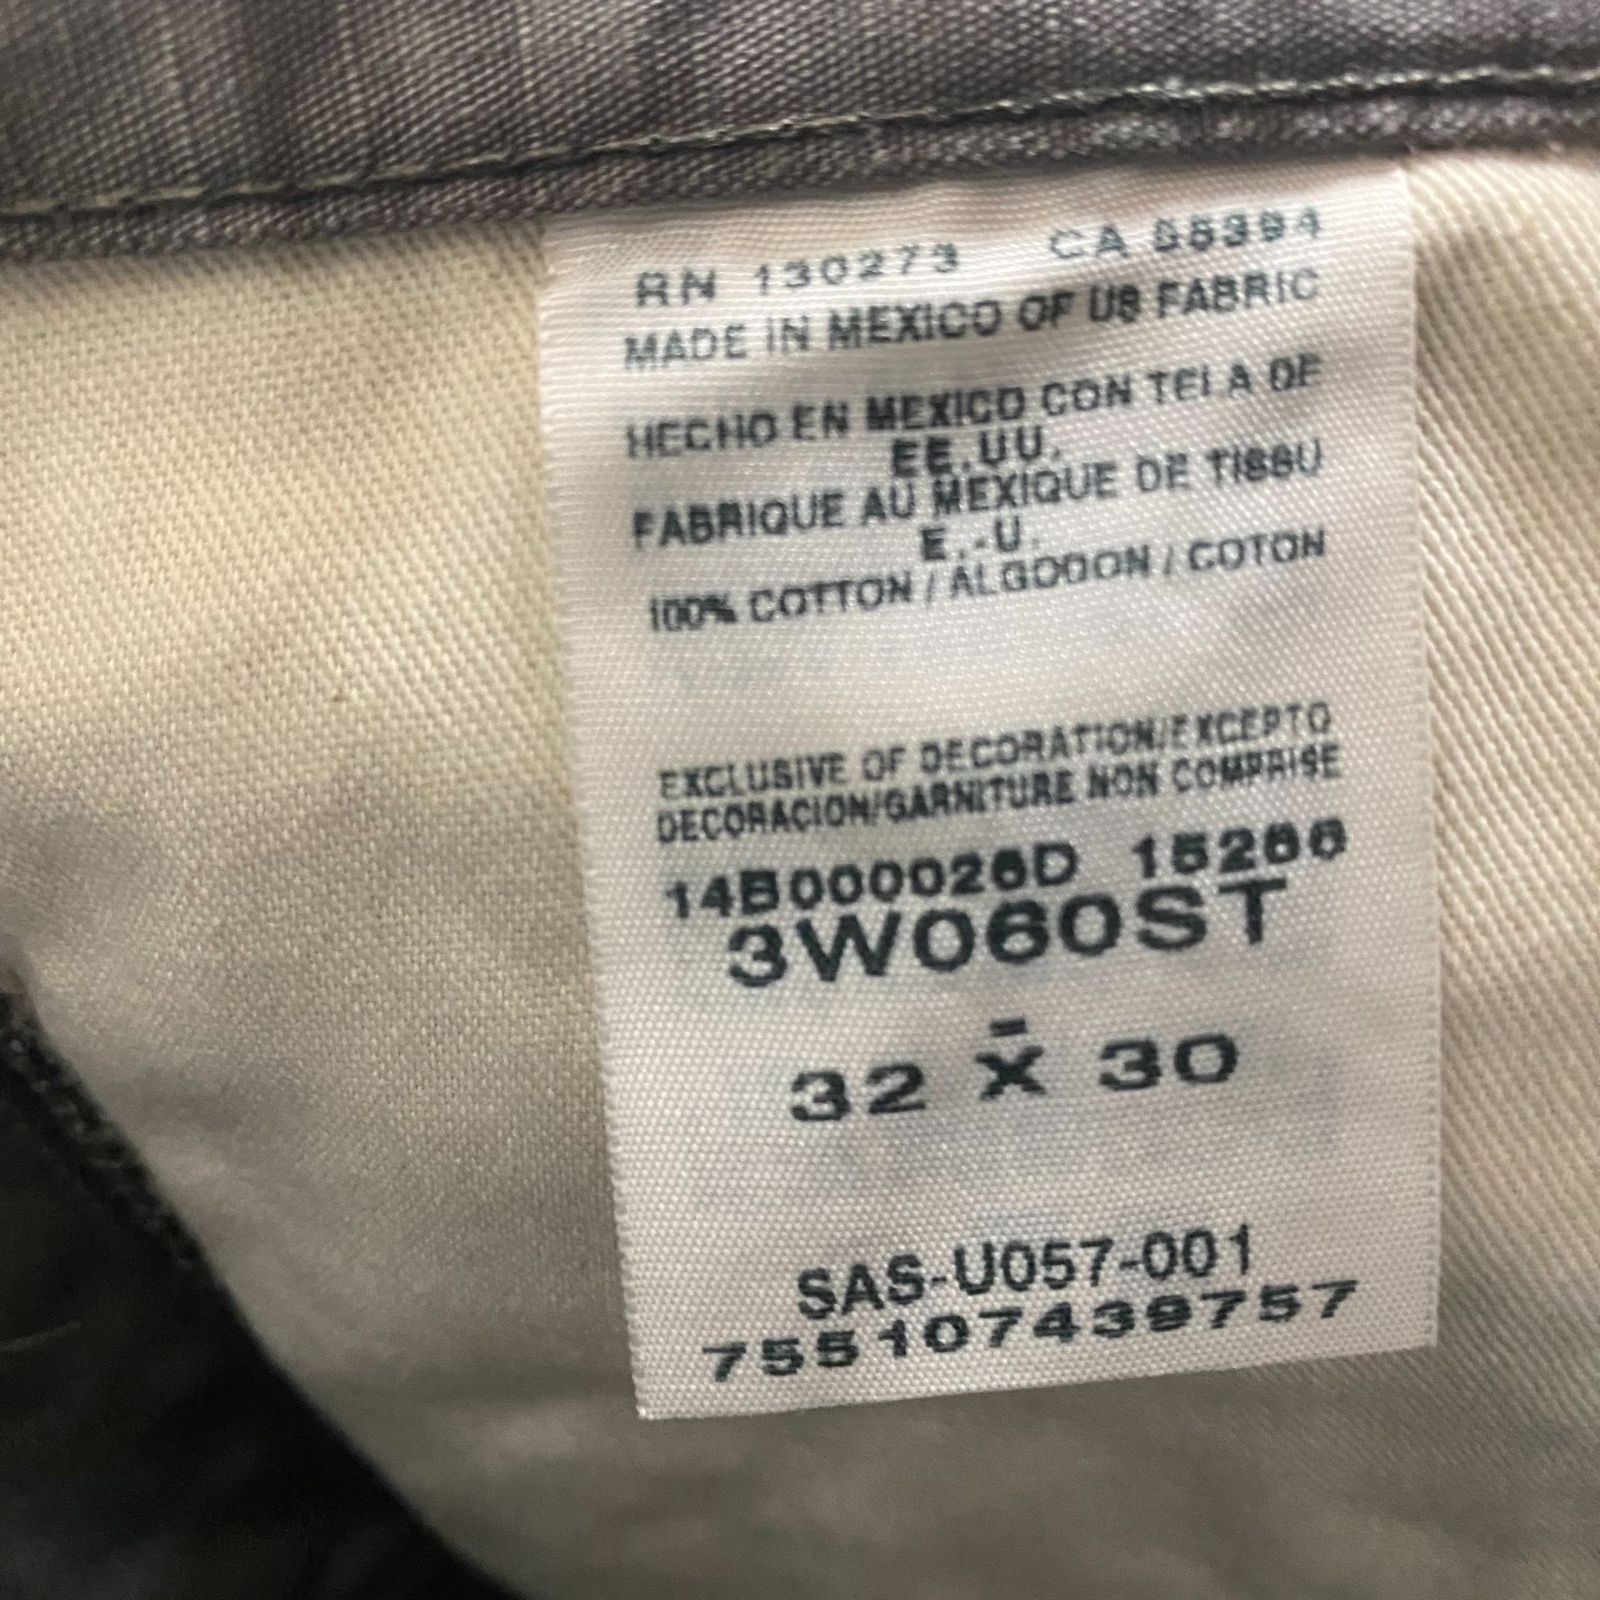 RN 130273 CA 55394
MADE IN MEXICO OF US FABRIC
HECHO EN MEXICO CON TELA DE
EE.UU.
FABRIQUE AU MEXIQUE DE TISSU
E.-U.
100% COTTON / ALGODON / COTON
EXCLUSIVE OF DECORATION/EXCEPTO
DECORACION/GARNITURE NON COMPRISE
14B000026D 15266
3W060ST
32 X 30
SAS-U057-001
755107439757